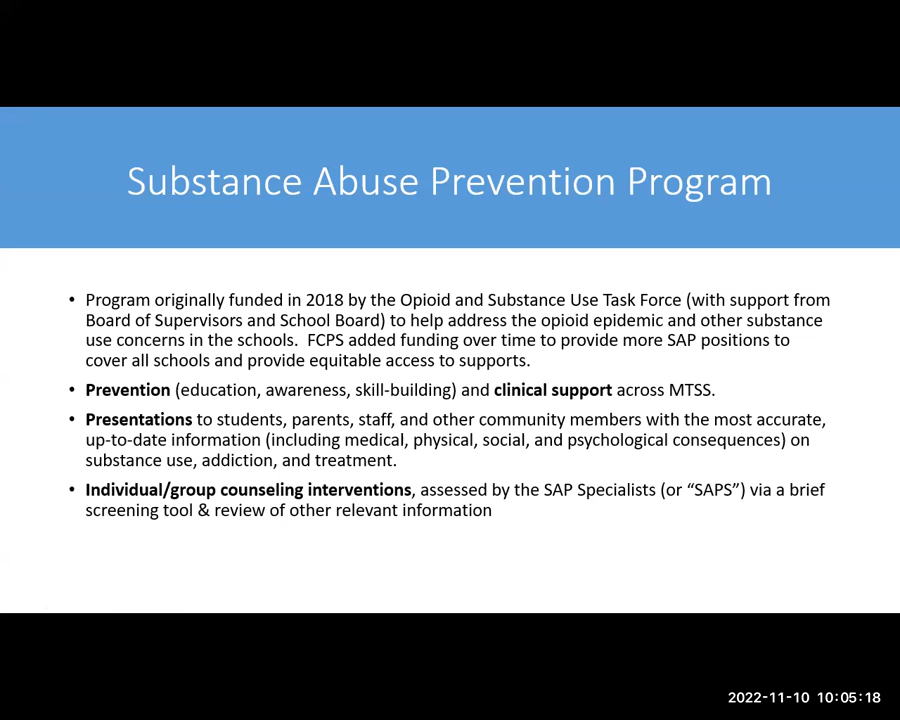 Substance Abuse Prevention Program
• Program originally funded in 2018 by the Opioid and Substance Use Task Force (with support from
Board of Supervisors and School Board) to help address the opioid epidemic and other substance
use concerns in the schools.  FCPS added funding over time to provide more SAP positions to
cover all schools and provide equitable access to supports.
• Prevention (education, awareness, skill-building) and clinical support across MTSS.
• Presentations to students, parents, staff, and other community members with the most accurate,
up-to-date information (including medical, physical, social, and psychological consequences) on
substance use, addiction, and treatment.
• Individual/group counseling interventions, assessed by the SAP Specialists (or “SAPS”) via a brief
screening tool & review of other relevant information
2022-11-10 10:05:18